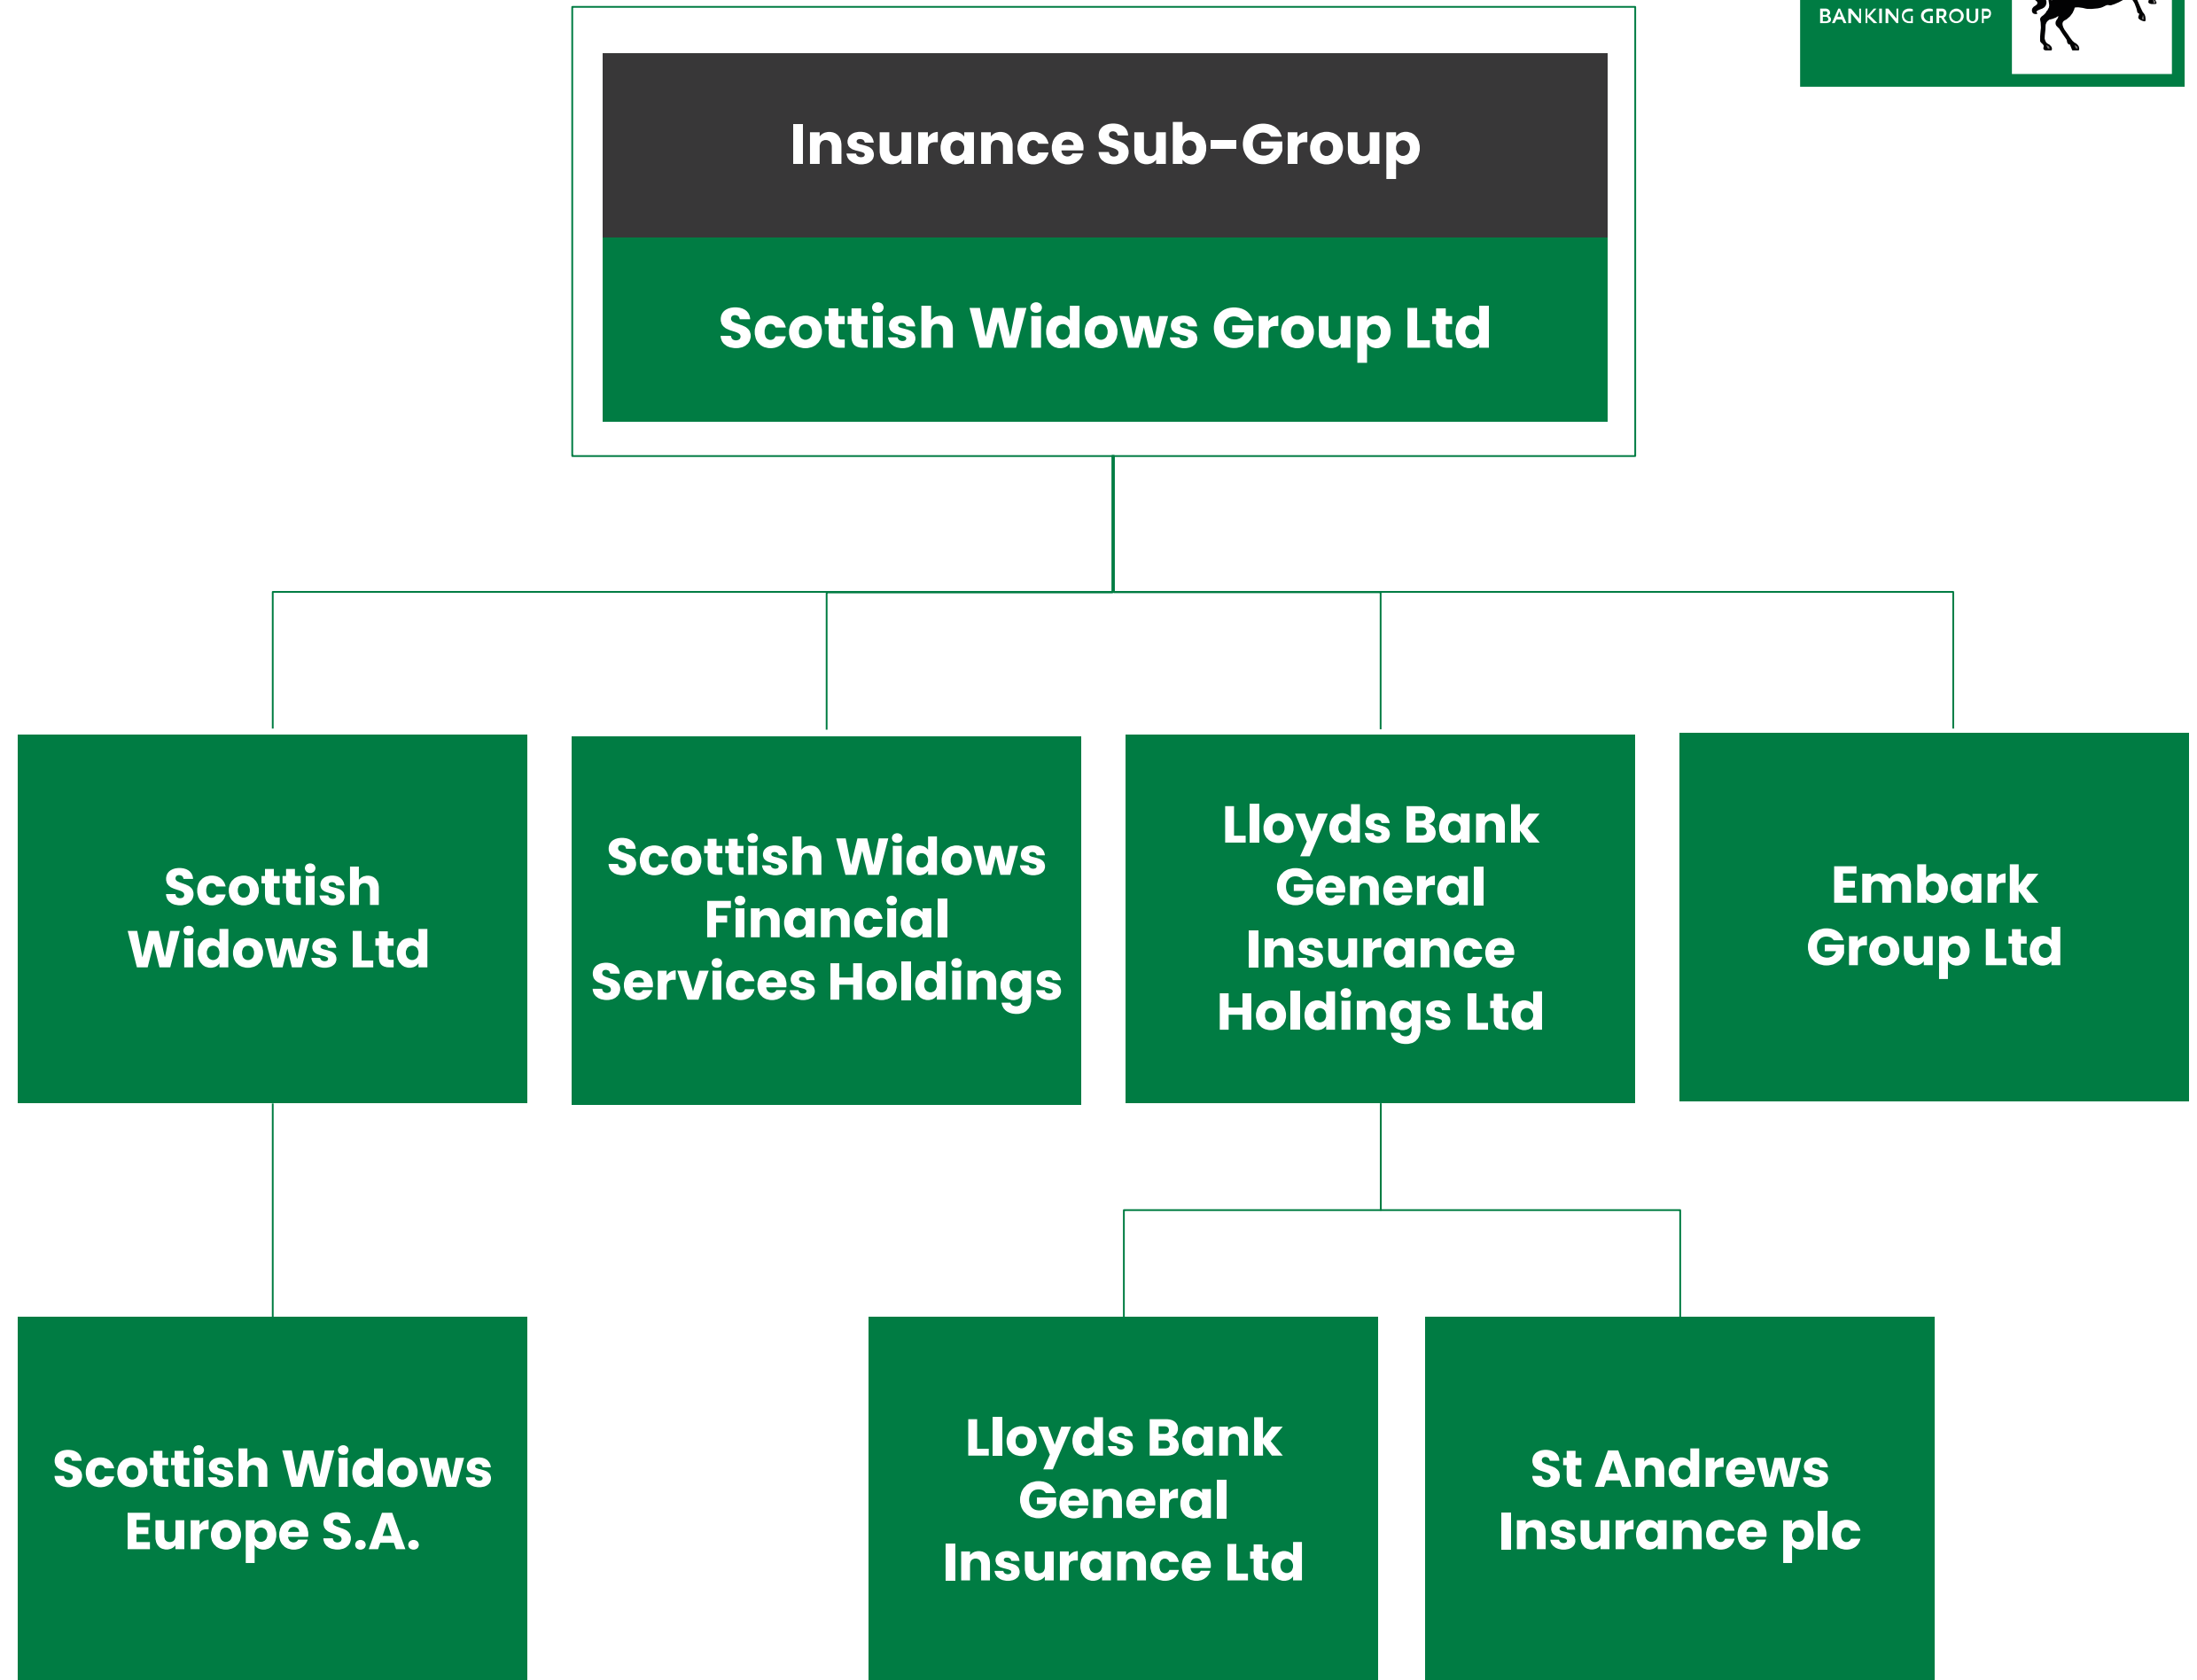 BANKING GROUP
Insurance Sub-Group
Scottish Widows Group Ltd
Scottish
Widows Ltd
Scottish Widows
Financial
Services Holdings
Lloyds Bank
General
Insurance
Holdings Ltd
Embark
Group Ltd
Scottish Widows
Europe S.A.
Lloyds Bank
General
Insurance Ltd
St Andrews
Insurance plc